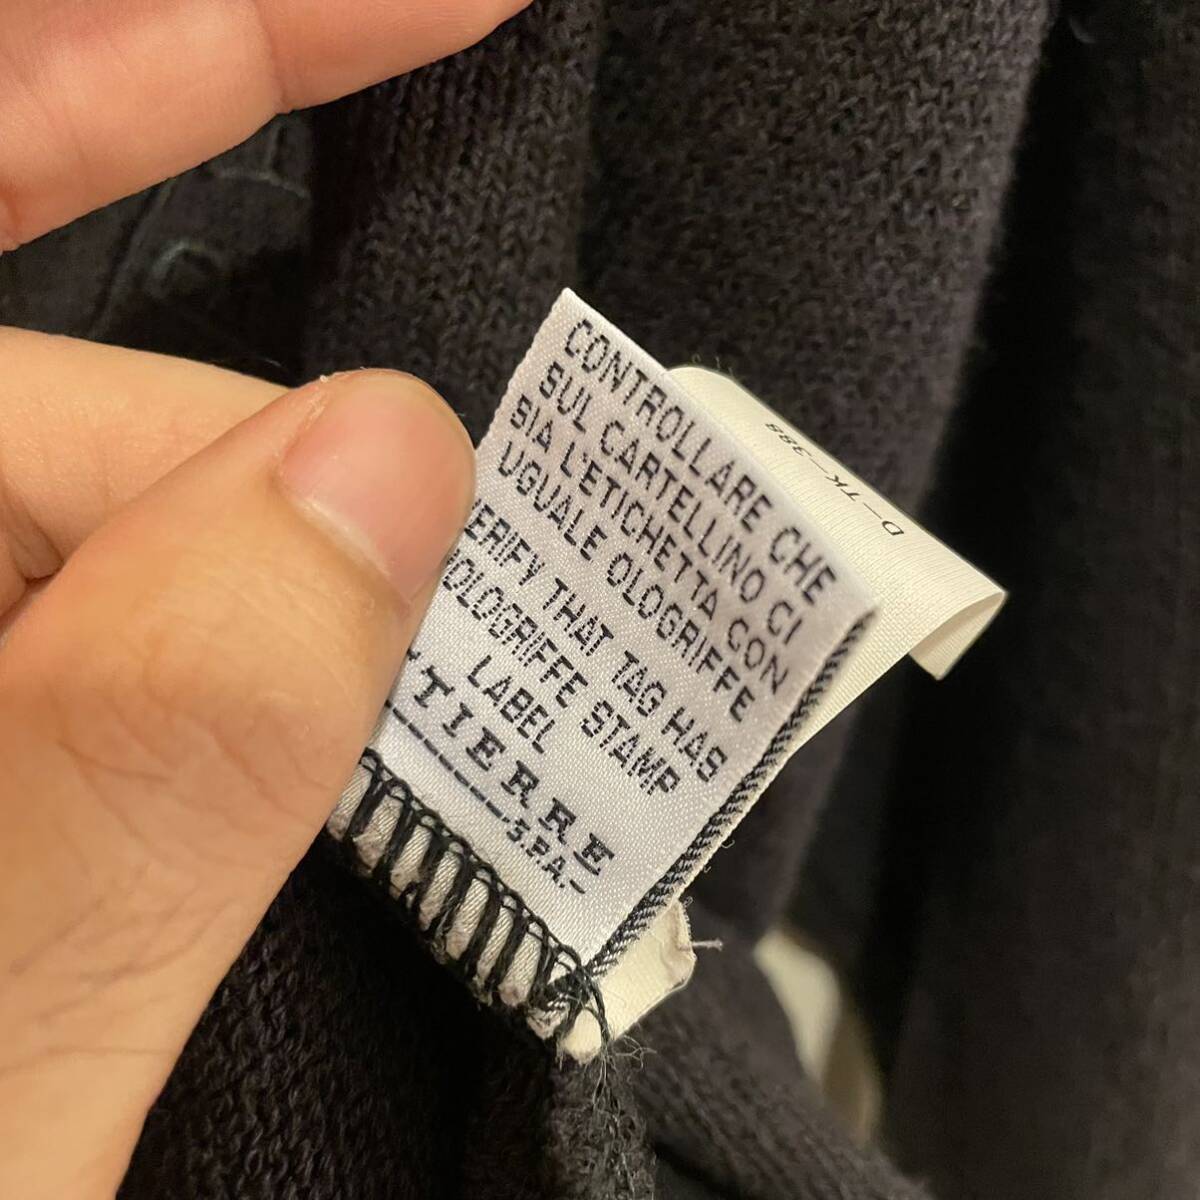 CONTROLLARE CHE
SUL CARTELLINO CI
SIA L'ETICHETTA CON
UGUALE OLOGRIFFE
VERIFY THAT TAG HAS
OLOGRIFFE STAMP
LABEL
TIERRE
S.P.A.-
D-TK-388